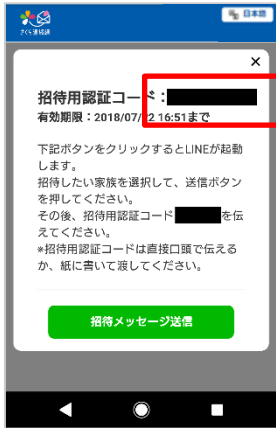 さくら連絡網
日本語
×
招待用認証コード：
有効期限：2018/07/ 2 16:51まで
下記ボタンをクリックするとLINEが起動
します。
招待したい家族を選択して、送信ボタン
を押してください。
その後、招待用認証コード を伝
えてください。
*招待用認証コードは直接口頭で伝える
か、紙に書いて渡してください。
招待メッセージ送信